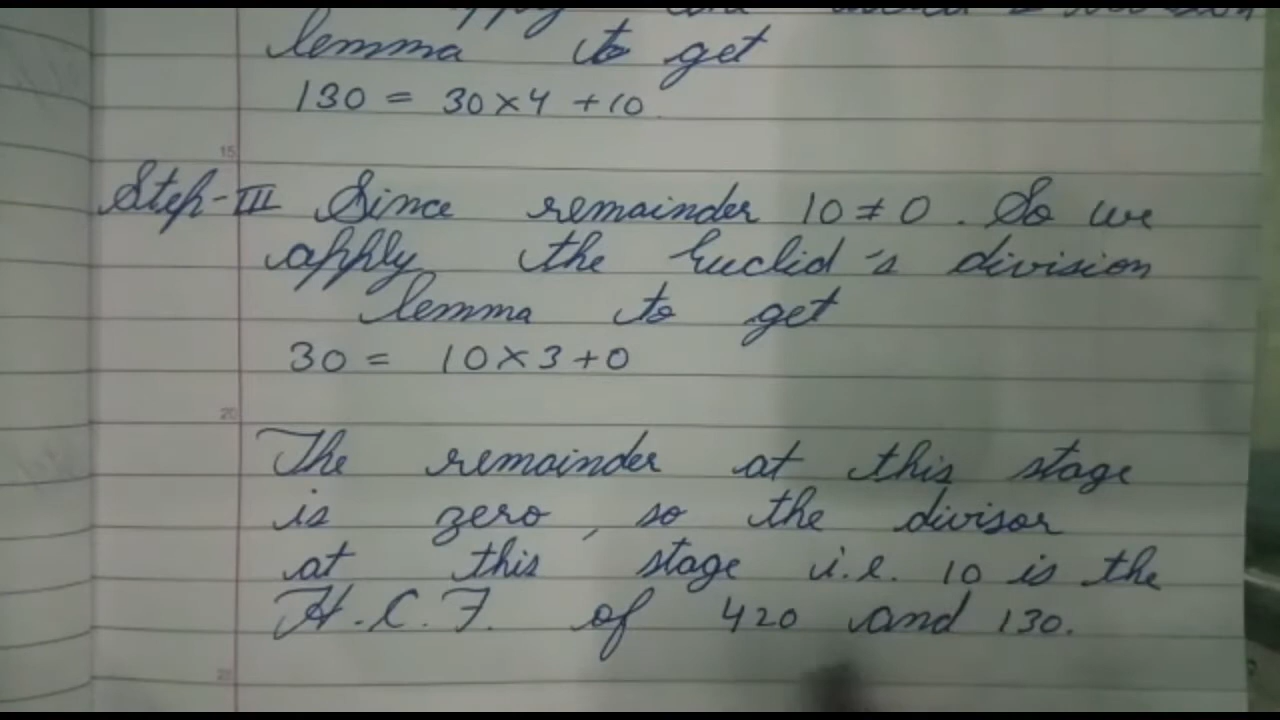 lemma to get
130 = 30×4 +10
15
Step-III Since remainder 10≠0. So we
apply the Euclid's division
lemma to get
30 = 10×3+0
20
The remainder at this stage
is zero, so the divisor
at this stage i.e. 10 is the
H.C.F. of 420 and 130.